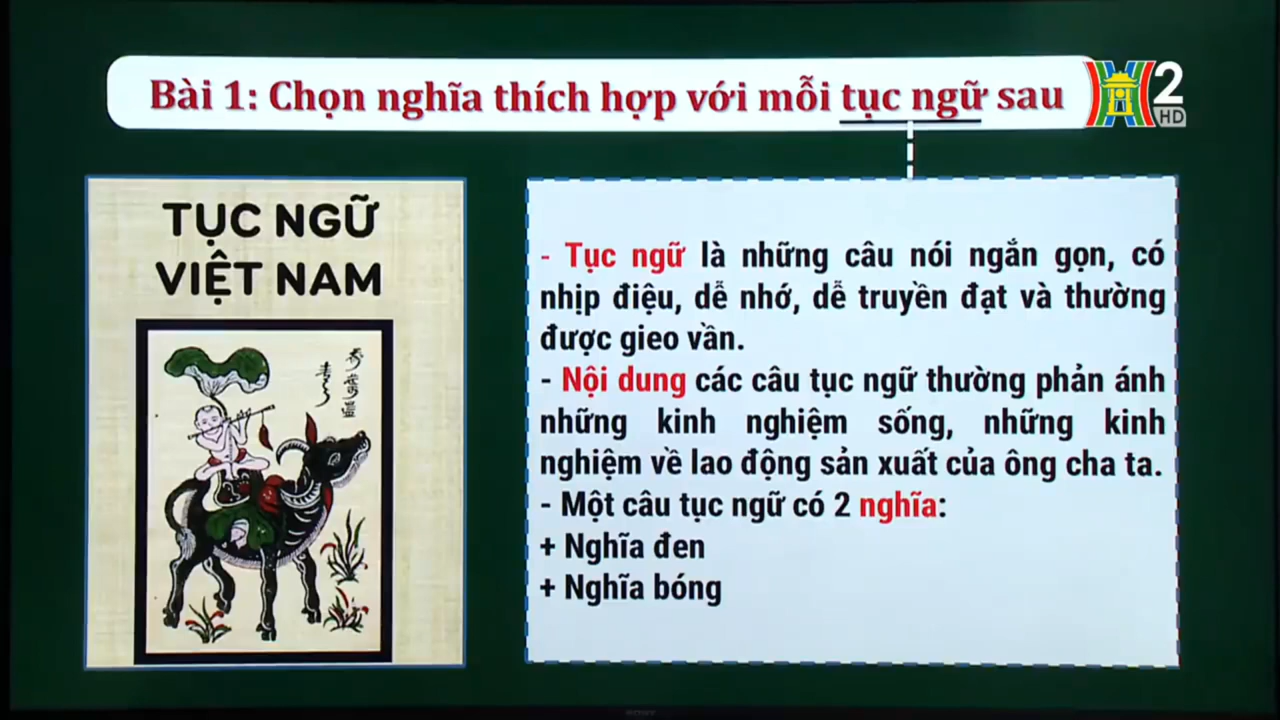 Bài 1: Chọn nghĩa thích hợp với mỗi tục ngữ sau
2
HD
TỤC NGỮ
VIỆT NAM
- Tục ngữ là những câu nói ngắn gọn, có
nhịp điệu, dễ nhớ, dễ truyền đạt và thường
được gieo vần.
- Nội dung các câu tục ngữ thường phản ánh
những kinh nghiệm sống, những kinh
nghiệm về lao động sản xuất của ông cha ta.
- Một câu tục ngữ có 2 nghĩa:
+ Nghĩa đen
+ Nghĩa bóng
SONY